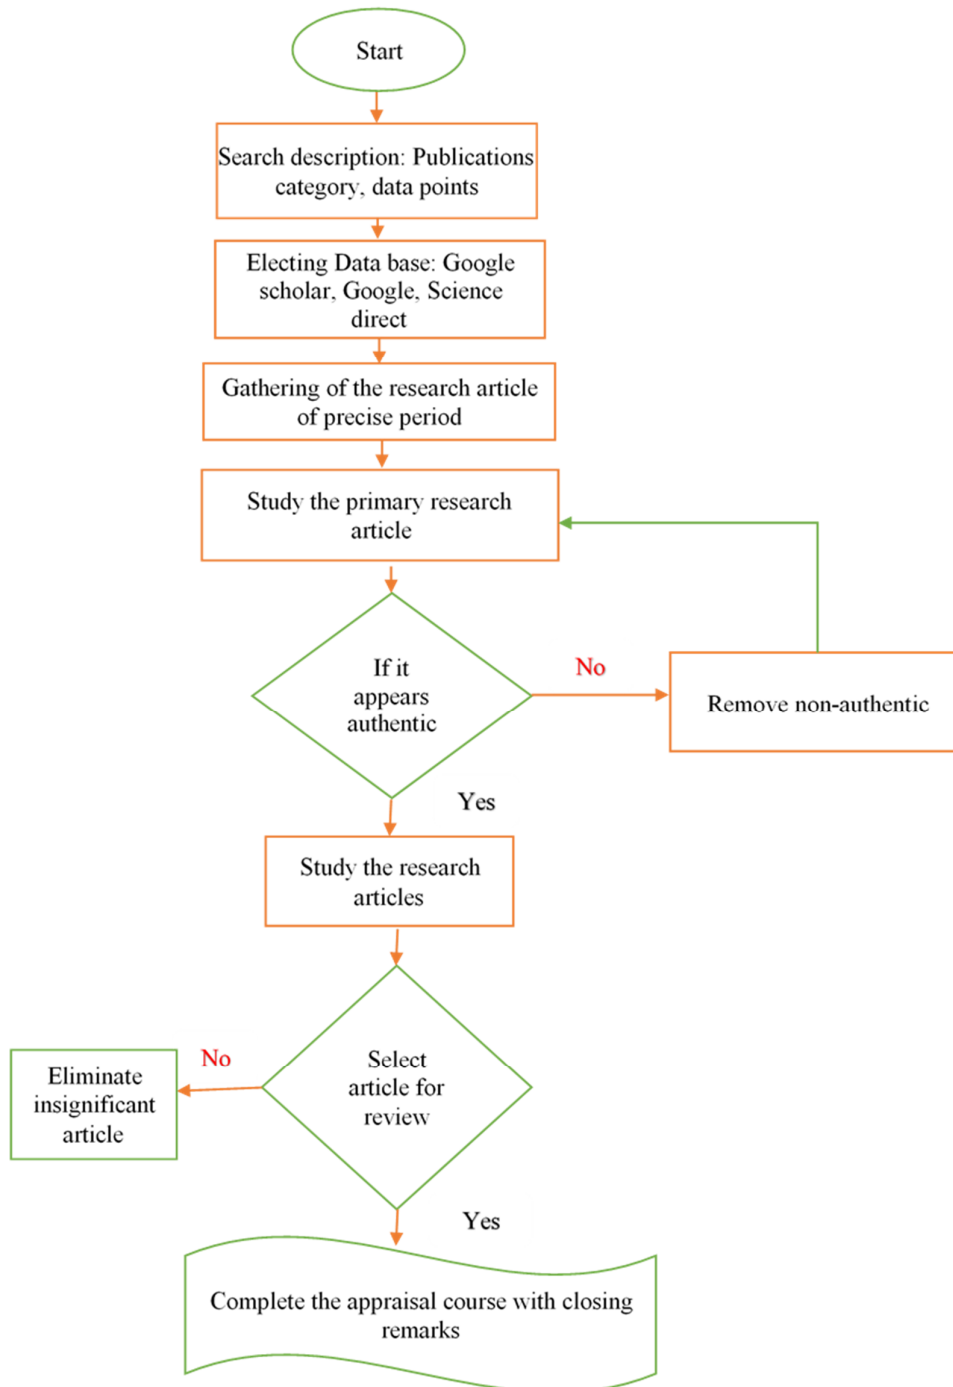 Start
Search description: Publications
category, data points
Electing Data base: Google
scholar, Google, Science
direct
Gathering of the research article
of precise period
Study the primary research
article
If it
appears
authentic
No
Remove non-authentic
Yes
Study the research
articles
Select
article for
review
No
Eliminate
insignificant
article
Yes
Complete the appraisal course with closing
remarks